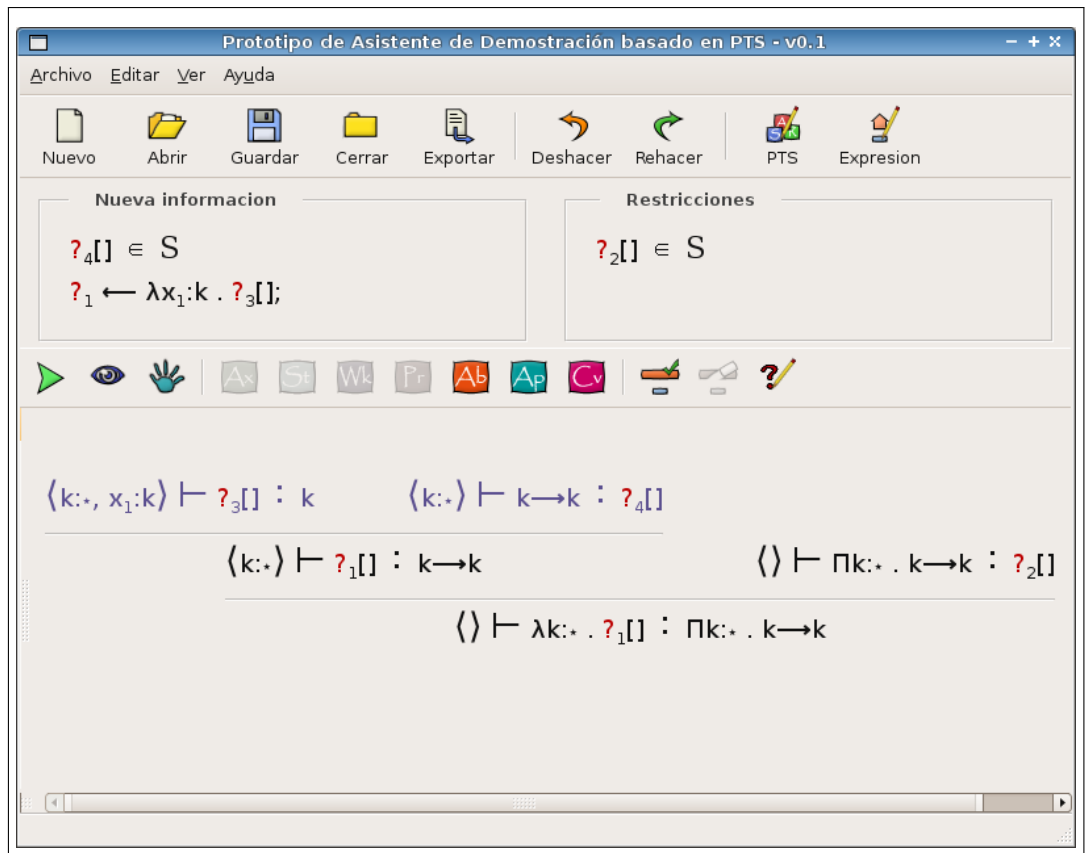 Prototipo de Asistente de Demostración basado en PTS - v0.1
Archivo Editar Ver Ayuda
Nuevo Abrir Guardar Cerrar Exportar Deshacer Rehacer PTS Expresion
Nueva informacion Restricciones
?₄[] ∈ S ?₂[] ∈ S
?₁ ⟵ λx₁:k . ?₃[];
Ax St Wk Pr Ab Ap Cv
⟨k:⋆, x₁:k⟩ ⊢ ?₃[] : k ⟨k:⋆⟩ ⊢ k⟶k : ?₄[]
⟨k:⋆⟩ ⊢ ?₁[] : k⟶k ⟨⟩ ⊢ Πk:⋆ . k⟶k : ?₂[]
⟨⟩ ⊢ λk:⋆ . ?₁[] : Πk:⋆ . k⟶k